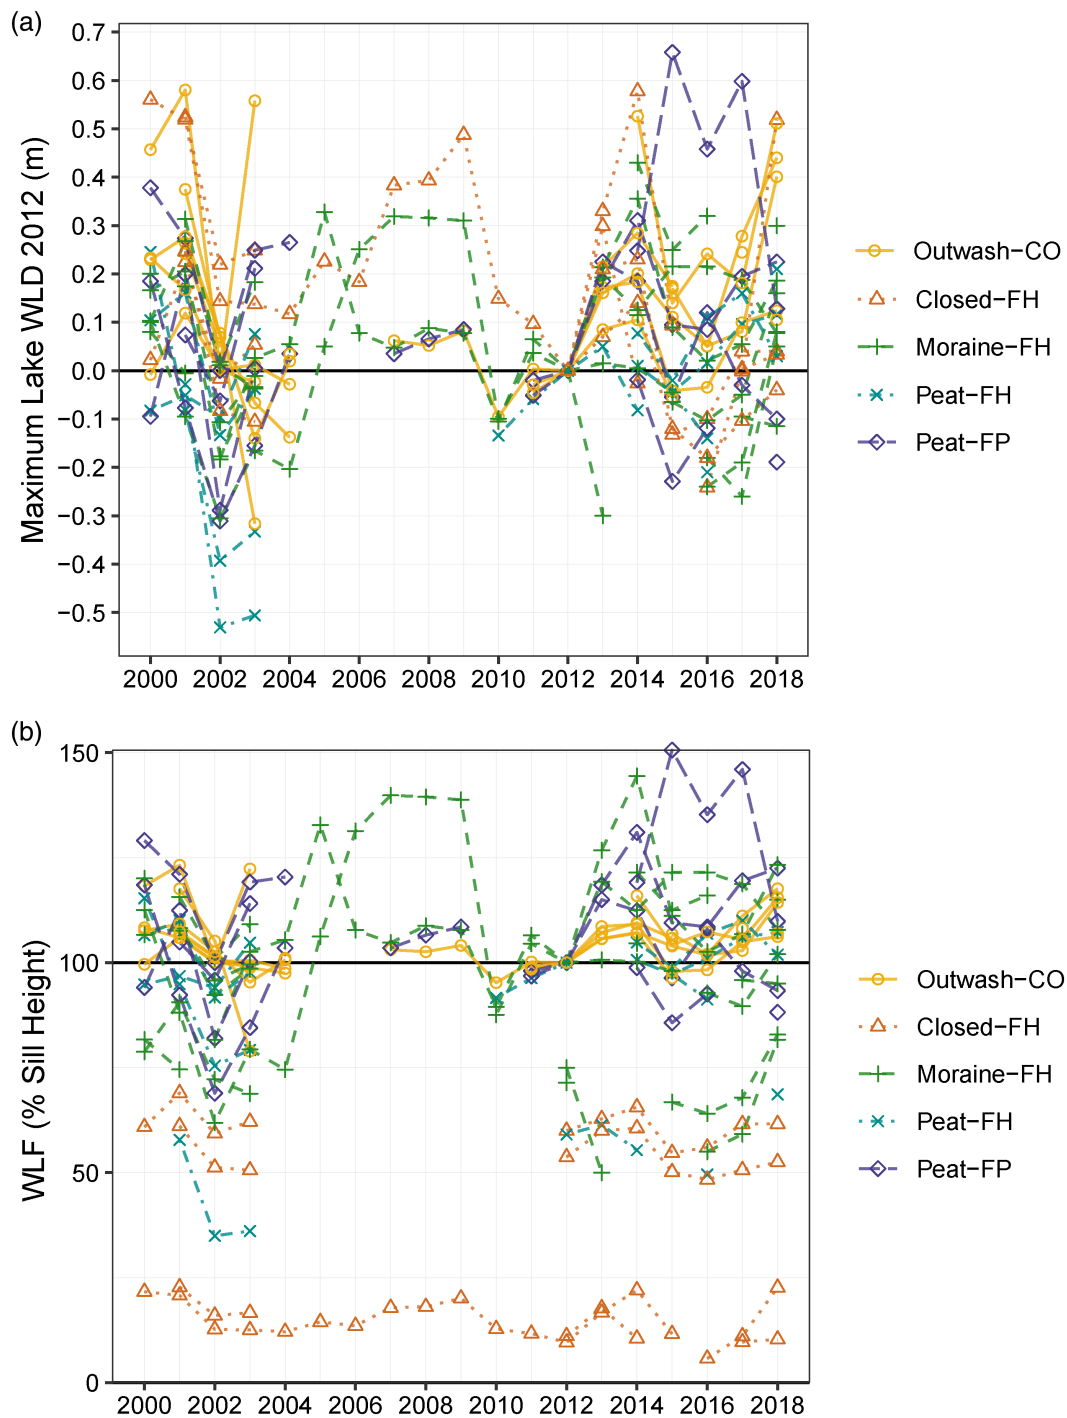 (a)
Maximum Lake WLD 2012 (m)
0.7
0.6
0.5
0.4
0.3
0.2
0.1
0.0
−0.1
−0.2
−0.3
−0.4
−0.5
2000 2002 2004 2006 2008 2010 2012 2014 2016 2018
Outwash−CO
Closed−FH
Moraine−FH
Peat−FH
Peat−FP
(b)
WLF (% Sill Height)
150
100
50
0
2000 2002 2004 2006 2008 2010 2012 2014 2016 2018
Outwash−CO
Closed−FH
Moraine−FH
Peat−FH
Peat−FP